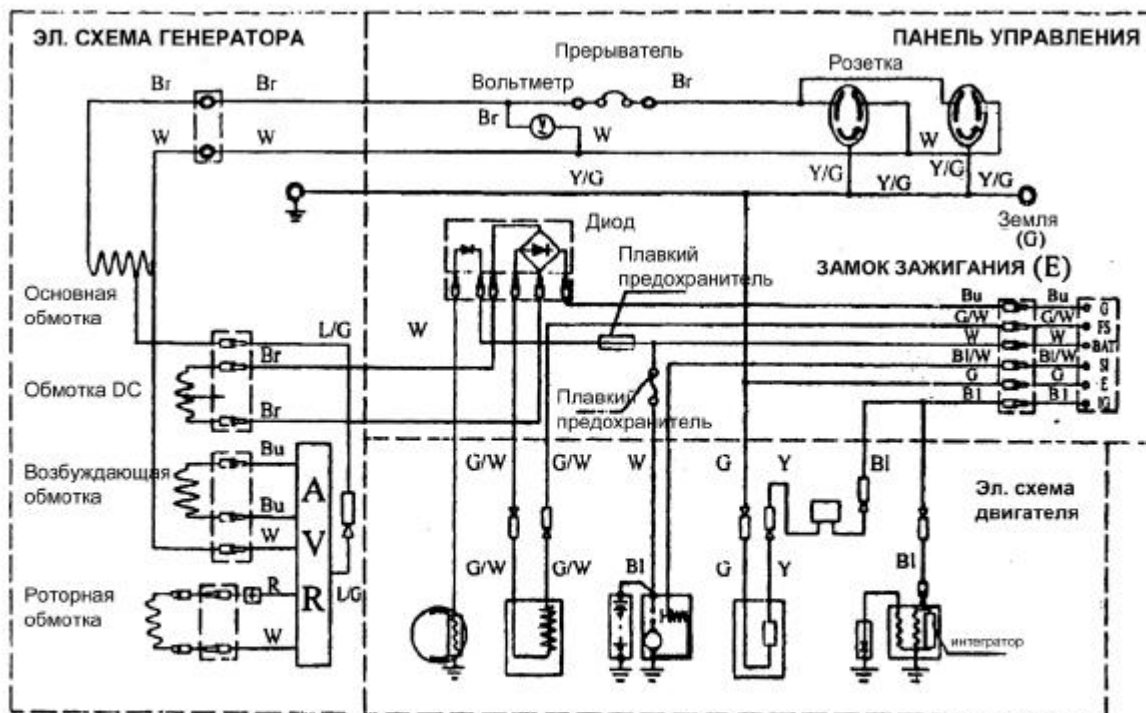 ЭЛ. СХЕМА ГЕНЕРАТОРА
ПАНЕЛЬ УПРАВЛЕНИЯ
Прерыватель
Вольтметр
Розетка
Br
Br
Br
Br
W
W
W
W
Y/G
Y/G
Y/G
Y/G
Y/G
Земля
(G)
Диод
Плавкий
предохранитель
ЗАМОК ЗАЖИГАНИЯ (E)
Основная
обмотка
L/G
W
Bu
Bu
G
G/W
G/W
FS
W
W
BAT
Bl/W
Bl/W
SI
G
G
E
Bl
Bl
IG
Br
Обмотка DC
Br
Плавкий
предохранитель
Возбуждающая
обмотка
Bu
Bu
W
A
V
R
L/G
Роторная
обмотка
R
W
G/W
G/W
W
G
Y
Bl
Эл. схема
двигателя
G/W
G/W
Bl
G
Y
Bl
интегратор